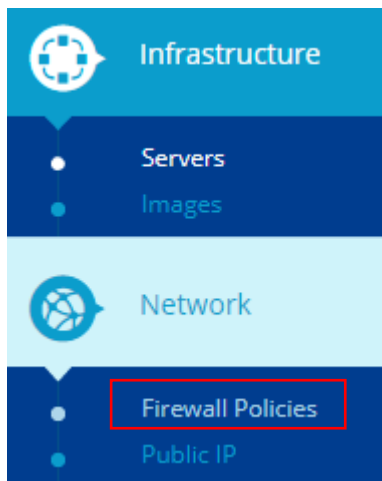 Infrastructure
Servers
Images
Network
Firewall Policies
Public IP